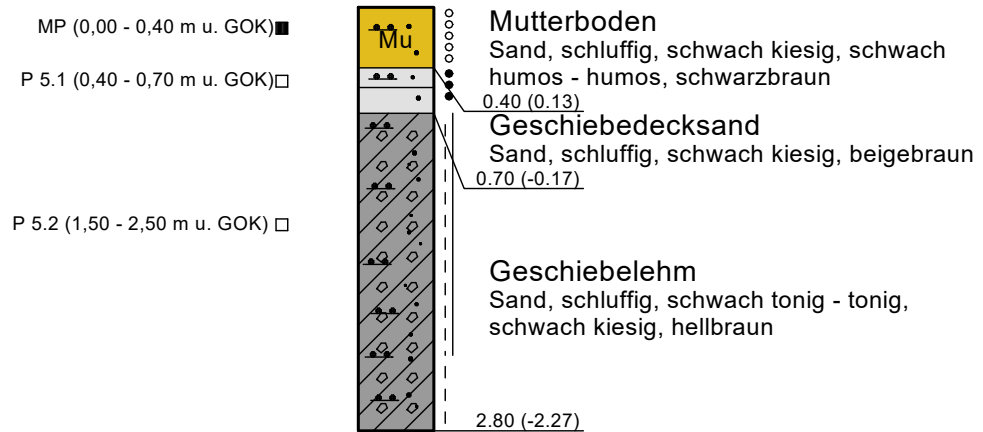 MP (0,00 - 0,40 m u. GOK)
Mu
Mutterboden
Sand, schluffig, schwach kiesig, schwach
humos - humos, schwarzbraun
P 5.1 (0,40 - 0,70 m u. GOK)
0.40 (0.13)
Geschiebedecksand
Sand, schluffig, schwach kiesig, beigebraun
0.70 (-0.17)
P 5.2 (1,50 - 2,50 m u. GOK)
Geschiebelehm
Sand, schluffig, schwach tonig - tonig,
schwach kiesig, hellbraun
2.80 (-2.27)